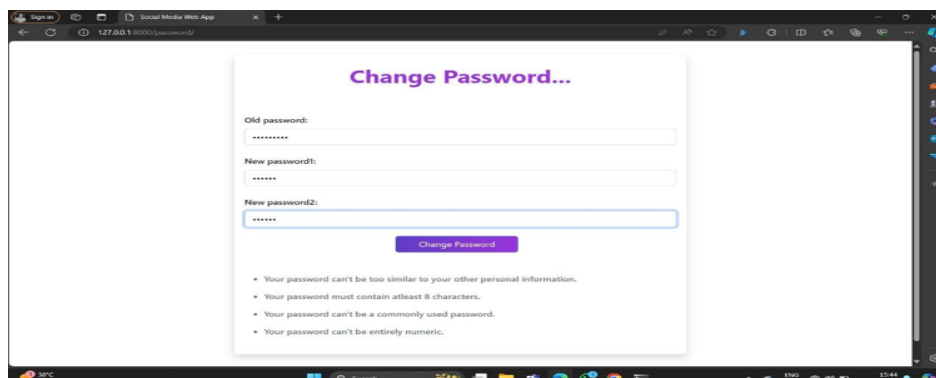 Sign in
Social Media Web App
127.0.0.1:8000/password/
Change Password...
Old password:
•••••••••
New password1:
••••••
New password2:
••••••
Change Password
• Your password can't be too similar to your other personal information.
• Your password must contain atleast 8 characters.
• Your password can't be a commonly used password.
• Your password can't be entirely numeric.
38°C
Search
ENG
15:44